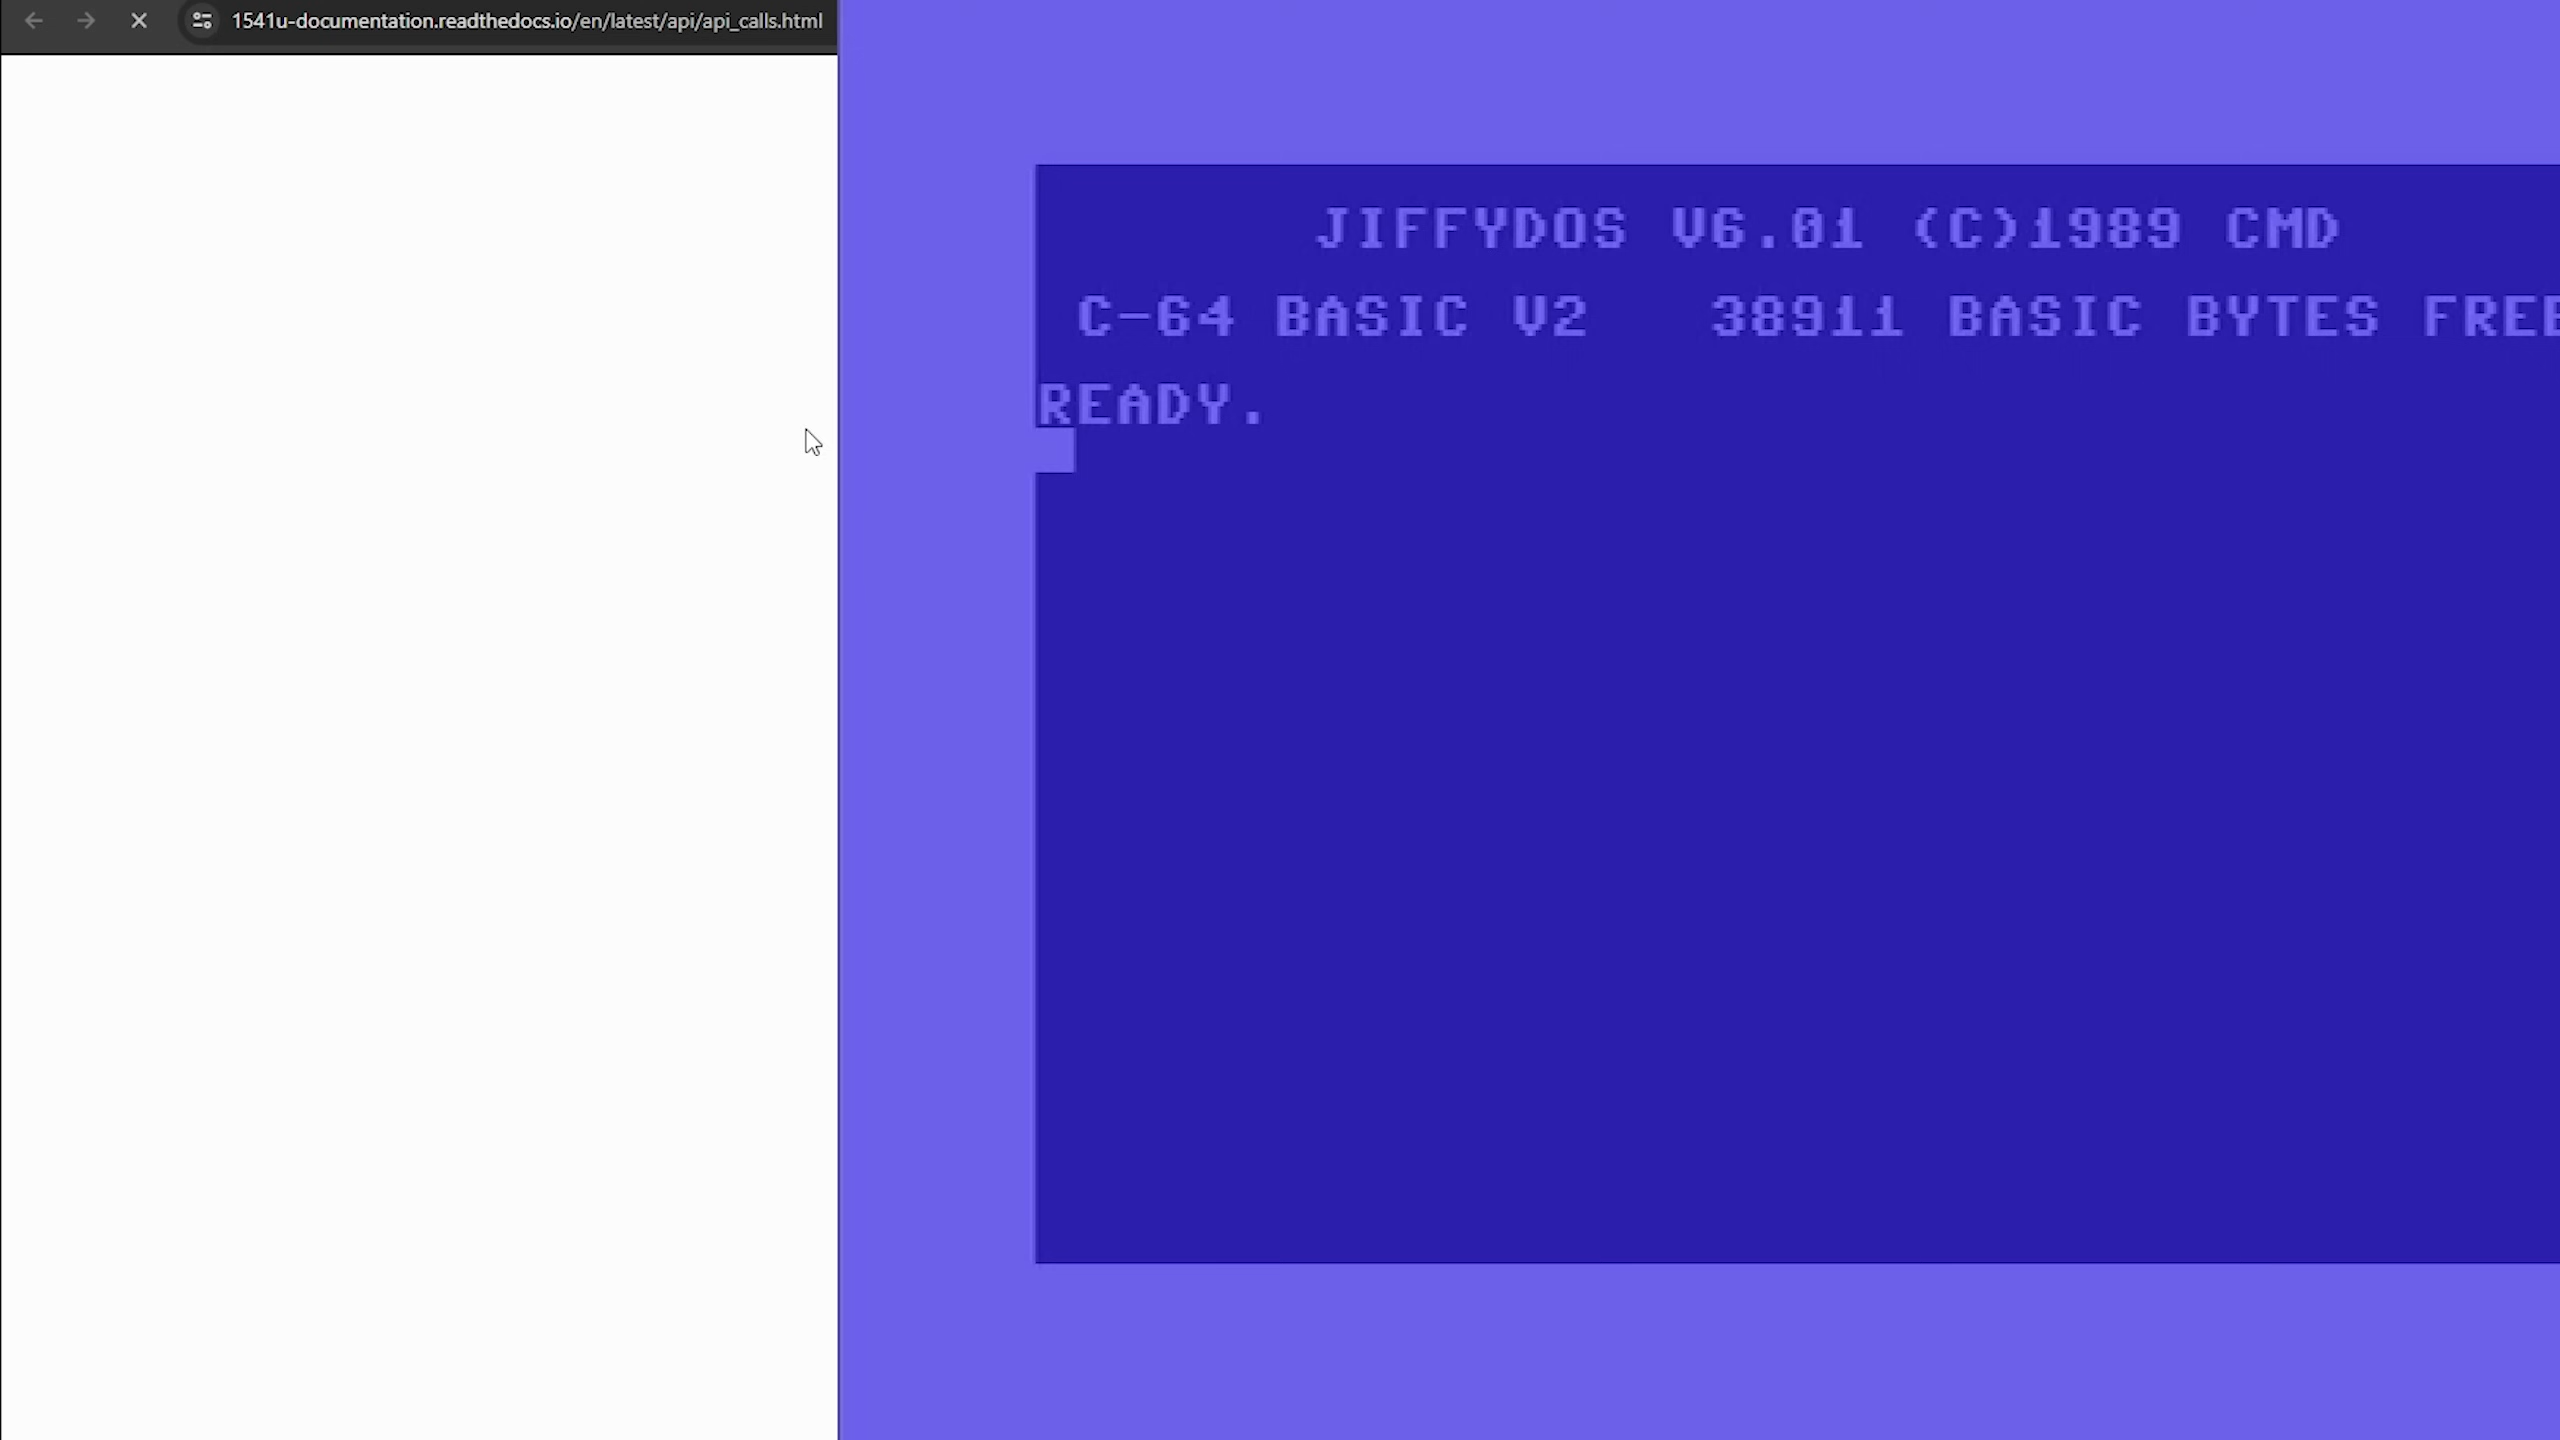 1541u-documentation.readthedocs.io/en/latest/api/api_calls.html
JIFFYDOS V6.01 (C)1989 CMD
C-64 BASIC V2   38911 BASIC BYTES FREE
READY.